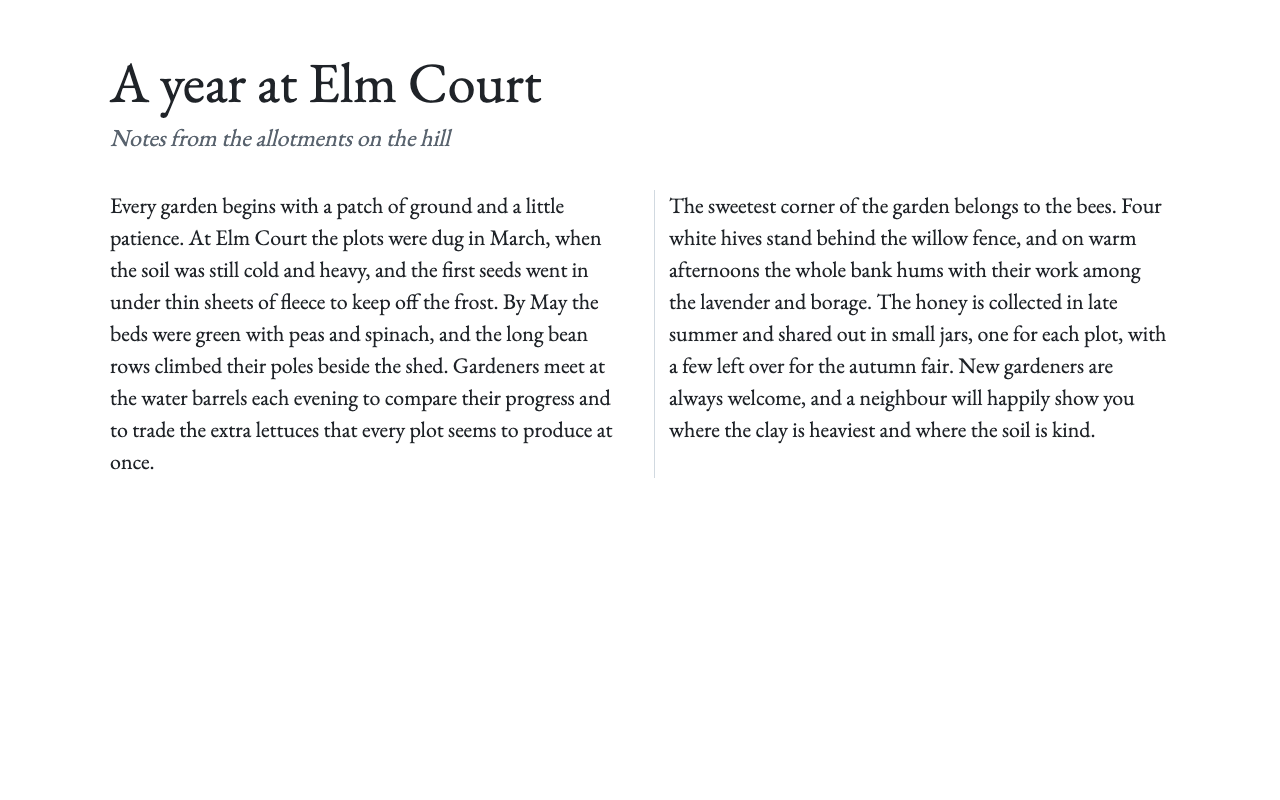 A year at Elm Court
Notes from the allotments on the hill
Every garden begins with a patch of ground and a little
patience. At Elm Court the plots were dug in March, when
the soil was still cold and heavy, and the first seeds went in
under thin sheets of fleece to keep off the frost. By May the
beds were green with peas and spinach, and the long bean
rows climbed their poles beside the shed. Gardeners meet at
the water barrels each evening to compare their progress and
to trade the extra lettuces that every plot seems to produce at
once.
The sweetest corner of the garden belongs to the bees. Four
white hives stand behind the willow fence, and on warm
afternoons the whole bank hums with their work among
the lavender and borage. The honey is collected in late
summer and shared out in small jars, one for each plot, with
a few left over for the autumn fair. New gardeners are
always welcome, and a neighbour will happily show you
where the clay is heaviest and where the soil is kind.